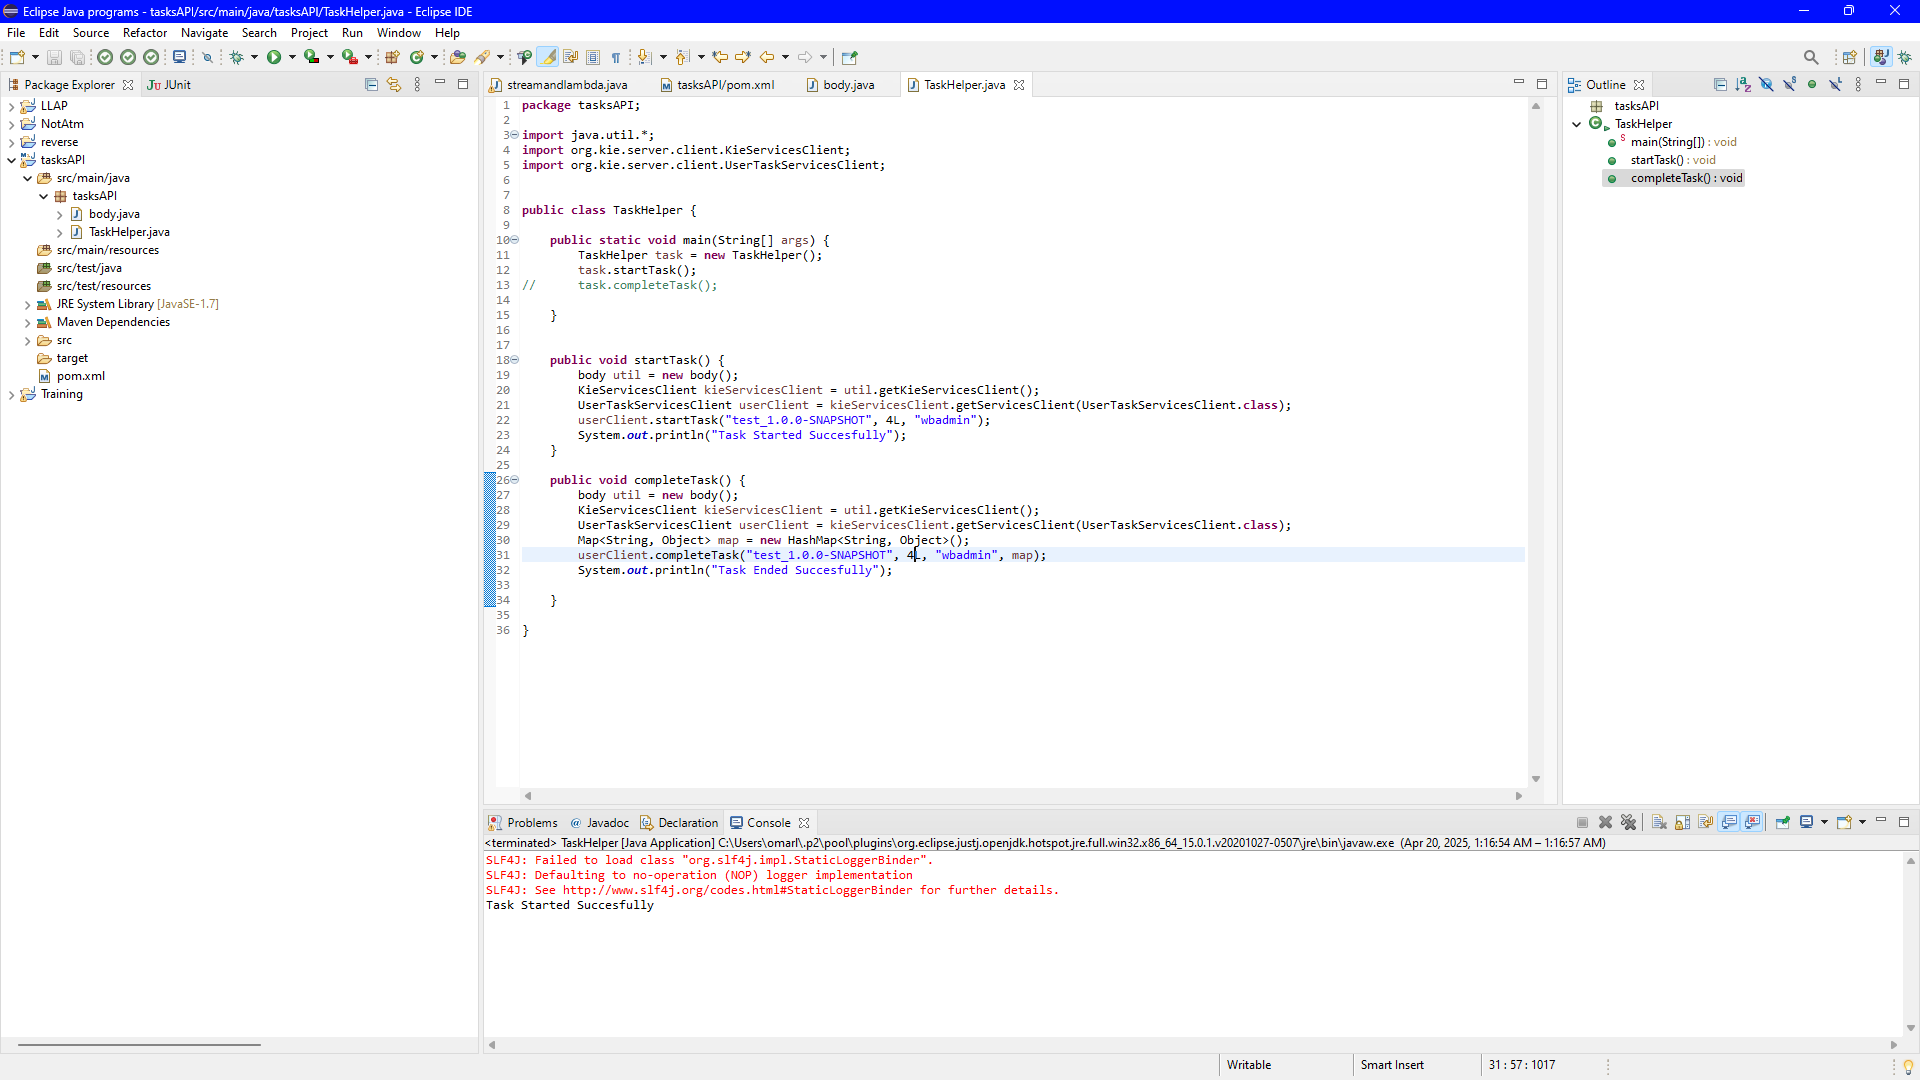 Eclipse Java programs - tasksAPI/src/main/java/tasksAPI/TaskHelper.java - Eclipse IDE
File Edit Source Refactor Navigate Search Project Run Window Help
Package Explorer
JUnit
LLAP
NotAtm
reverse
tasksAPI
src/main/java
tasksAPI
body.java
TaskHelper.java
src/main/resources
src/test/java
src/test/resources
JRE System Library [JavaSE-1.7]
Maven Dependencies
src
target
pom.xml
Training
streamandlambda.java tasksAPI/pom.xml body.java TaskHelper.java
1 package tasksAPI;
2
3 import java.util.*;
4 import org.kie.server.client.KieServicesClient;
5 import org.kie.server.client.UserTaskServicesClient;
6
7
8 public class TaskHelper {
9
10 public static void main(String[] args) {
11 TaskHelper task = new TaskHelper();
12 task.startTask();
13 // task.completeTask();
14
15 }
16
17
18 public void startTask() {
19 body util = new body();
20 KieServicesClient kieServicesClient = util.getKieServicesClient();
21 UserTaskServicesClient userClient = kieServicesClient.getServicesClient(UserTaskServicesClient.class);
22 userClient.startTask("test_1.0.0-SNAPSHOT", 4L, "wbadmin");
23 System.out.println("Task Started Succesfully");
24 }
25
26 public void completeTask() {
27 body util = new body();
28 KieServicesClient kieServicesClient = util.getKieServicesClient();
29 UserTaskServicesClient userClient = kieServicesClient.getServicesClient(UserTaskServicesClient.class);
30 Map<String, Object> map = new HashMap<String, Object>();
31 userClient.completeTask("test_1.0.0-SNAPSHOT", 4L, "wbadmin", map);
32 System.out.println("Task Ended Succesfully");
33
34 }
35
36 }
Outline
tasksAPI
TaskHelper
main(String[]) : void
startTask() : void
completeTask() : void
Problems @ Javadoc Declaration Console
<terminated> TaskHelper [Java Application] C:\Users\omarl\.p2\pool\plugins\org.eclipse.justj.openjdk.hotspot.jre.full.win32.x86_64_15.0.1.v20201027-0507\jre\bin\javaw.exe (Apr 20, 2025, 1:16:54 AM – 1:16:57 AM)
SLF4J: Failed to load class "org.slf4j.impl.StaticLoggerBinder".
SLF4J: Defaulting to no-operation (NOP) logger implementation
SLF4J: See http://www.slf4j.org/codes.html#StaticLoggerBinder for further details.
Task Started Succesfully
Writable Smart Insert 31 : 57 : 1017